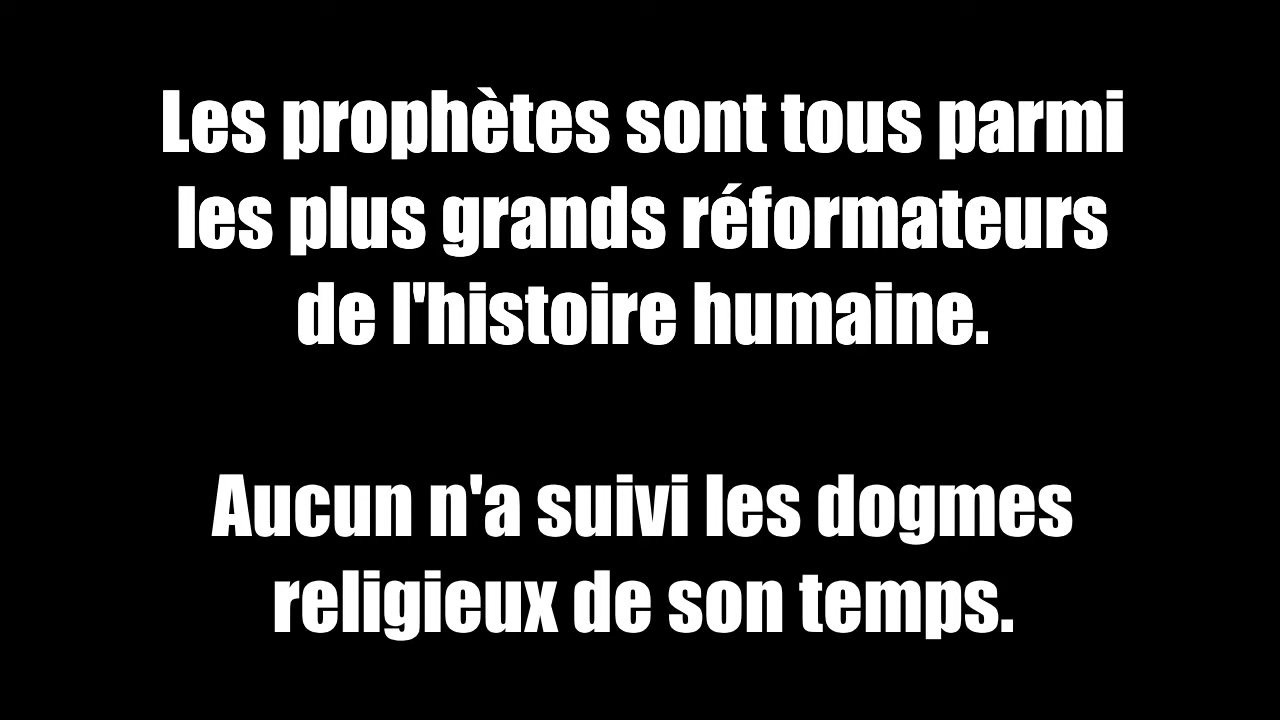 Les prophètes sont tous parmi
les plus grands réformateurs
de l'histoire humaine.
Aucun n'a suivi les dogmes
religieux de son temps.